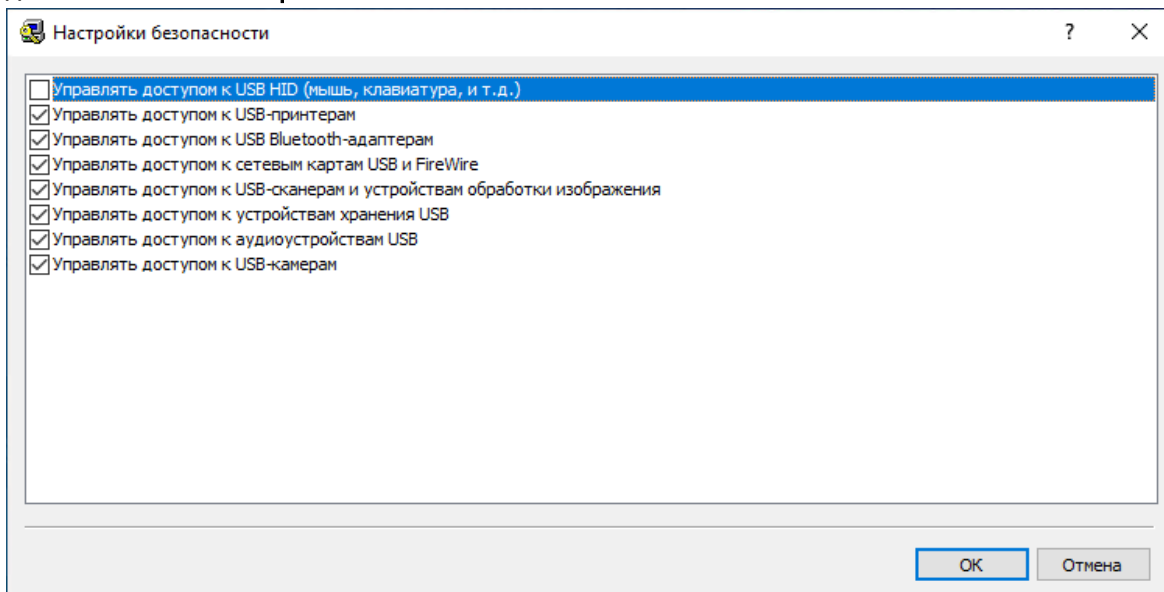 Настройки безопасности
?
Управлять доступом к USB HID (мышь, клавиатура, и т.д.)
Управлять доступом к USB-принтерам
Управлять доступом к USB Bluetooth-адаптерам
Управлять доступом к сетевым картам USB и FireWire
Управлять доступом к USB-сканерам и устройствам обработки изображения
Управлять доступом к устройствам хранения USB
Управлять доступом к аудиоустройствам USB
Управлять доступом к USB-камерам
ОК
Отмена